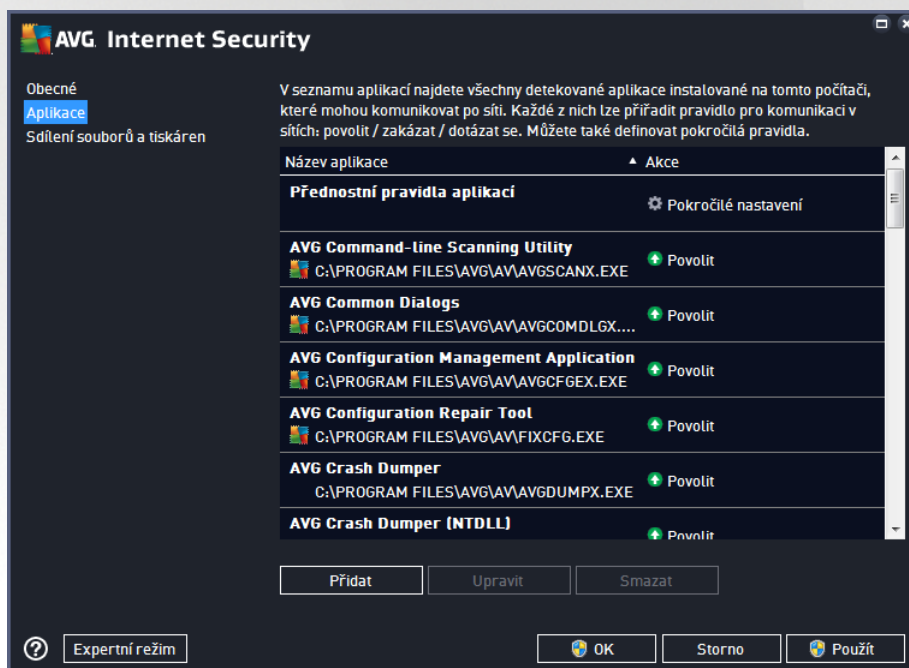 AVG Internet Security
Obecné
Aplikace
Sdílení souborů a tiskáren
V seznamu aplikací najdete všechny detekované aplikace instalované na tomto počítači,
které mohou komunikovat po síti. Každé z nich lze přiřadit pravidlo pro komunikaci v
sítích: povolit / zakázat / dotázat se. Můžete také definovat pokročilá pravidla.
Název aplikace Akce
Přednostní pravidla aplikací
Pokročilé nastavení
AVG Command-line Scanning Utility
C:\PROGRAM FILES\AVG\AV\AVGSCANX.EXE
Povolit
AVG Common Dialogs
C:\PROGRAM FILES\AVG\AV\AVGCOMDLGX....
Povolit
AVG Configuration Management Application
C:\PROGRAM FILES\AVG\AV\AVGCFGEX.EXE
Povolit
AVG Configuration Repair Tool
C:\PROGRAM FILES\AVG\AV\FIXCFG.EXE
Povolit
AVG Crash Dumper
C:\PROGRAM FILES\AVG\AV\AVGDUMPX.EXE
Povolit
AVG Crash Dumper (NTDLL)
Povolit
Přidat Upravit Smazat
? Expertní režim OK Storno Použít